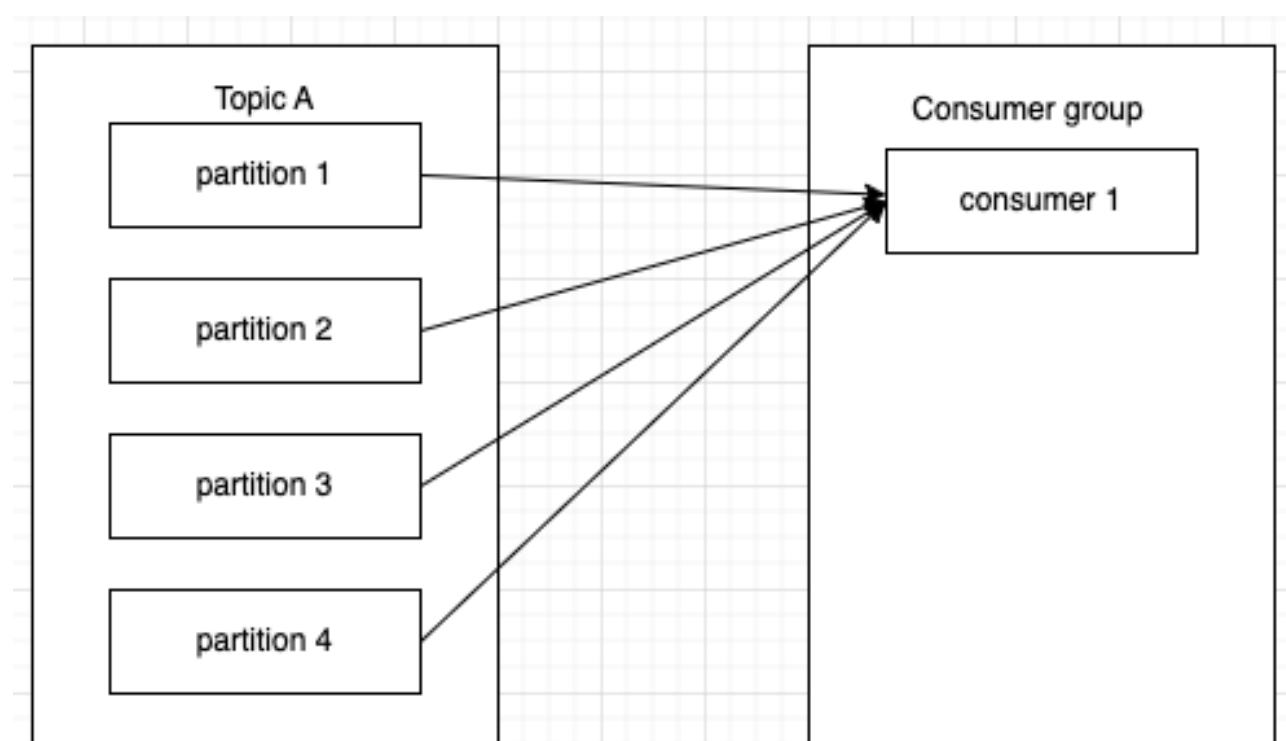 Topic A
partition 1
partition 2
partition 3
partition 4
Consumer group
consumer 1